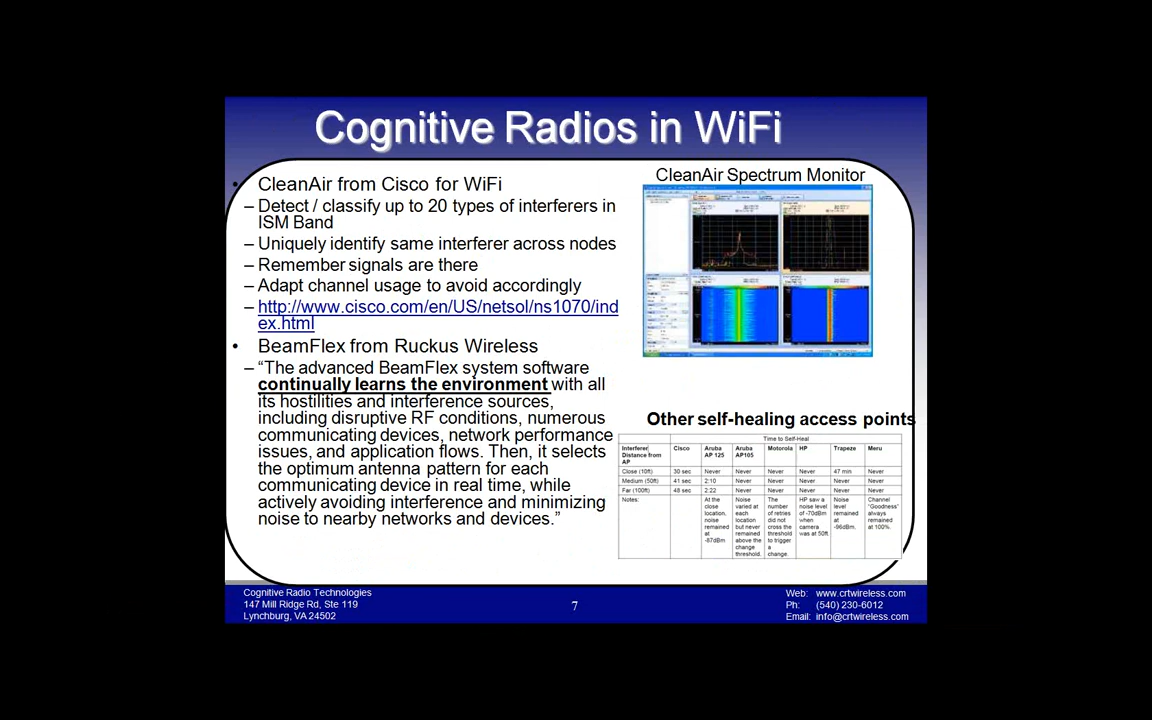 Cognitive Radios in WiFi
• CleanAir from Cisco for WiFi
– Detect / classify up to 20 types of interferers in
ISM Band
– Uniquely identify same interferer across nodes
– Remember signals are there
– Adapt channel usage to avoid accordingly
– http://www.cisco.com/en/US/netsol/ns1070/ind
ex.html
• BeamFlex from Ruckus Wireless
– “The advanced BeamFlex system software
continually learns the environment with all
its hostilities and interference sources,
including disruptive RF conditions, numerous
communicating devices, network performance
issues, and application flows. Then, it selects
the optimum antenna pattern for each
communicating device in real time, while
actively avoiding interference and minimizing
noise to nearby networks and devices.”
CleanAir Spectrum Monitor
Other self-healing access points
Time to Self-Heal
Interferer Distance from AP Cisco Aruba AP 125 Aruba AP105 Motorola HP Trapeze Meru
Close (10ft) 30 sec Never Never Never Never 47 min Never
Medium (50ft) 41 sec 2:10 Never Never Never Never Never
Far (100ft) 48 sec 2:22 Never Never Never Never Never
Notes: At the close location, noise remained at -87dBm Noise varied at each location but never remained above the change threshold. The number of retries did not cross the threshold to trigger a change. HP saw a noise level of -70dBm when camera was at 50ft. Noise level remained at -96dBm. Channel "Goodness" always remained at 100%.
Cognitive Radio Technologies
147 Mill Ridge Rd, Ste 119
Lynchburg, VA 24502
7
Web: www.crtwireless.com
Ph: (540) 230-6012
Email: info@crtwireless.com